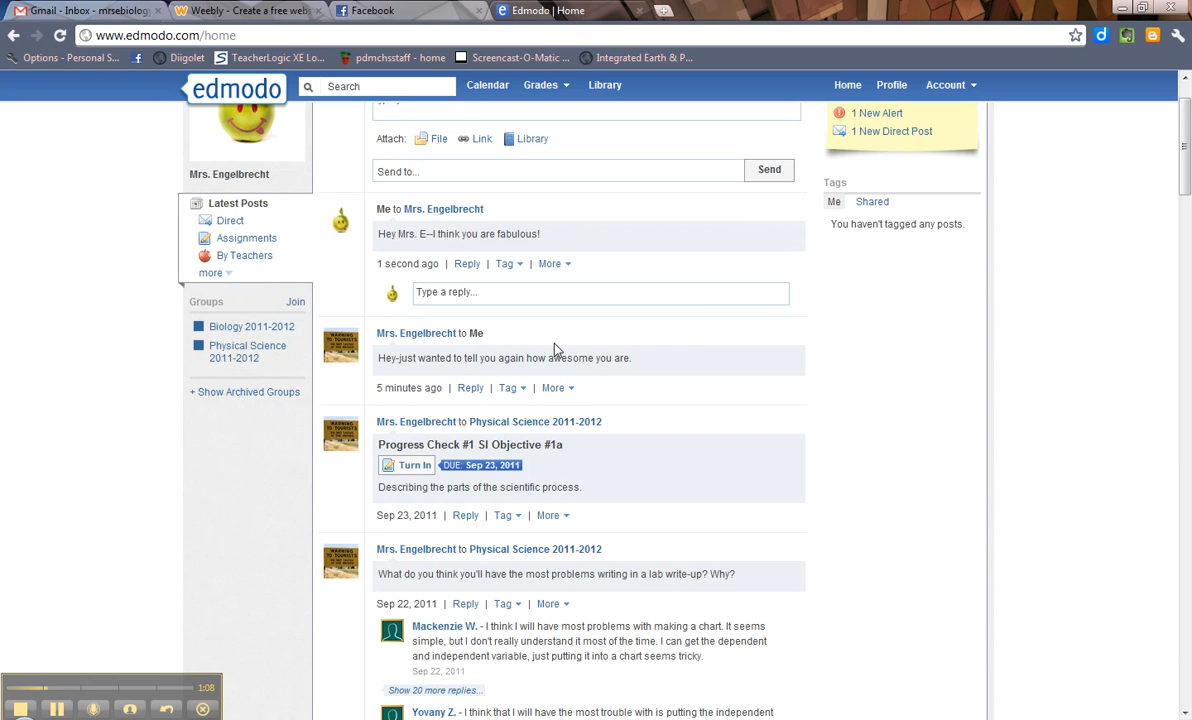 Gmail - Inbox - mrsebiolog
Weebly - Create a free webs
Facebook
Edmodo | Home
www.edmodo.com/home
Options - Personal S...
Diigolet
TeacherLogic XE Lo...
pdmchsstaff - home
Screencast-O-Matic ...
Integrated Earth & P...
edmodo
Search
Calendar
Grades
Library
Home
Profile
Account
1 New Alert
1 New Direct Post
Attach:
File
Link
Library
Send to...
Send
Mrs. Engelbrecht
Latest Posts
Direct
Assignments
By Teachers
more
Groups
Join
Biology 2011-2012
Physical Science
2011-2012
+ Show Archived Groups
Tags
Me
Shared
You haven't tagged any posts.
Me to Mrs. Engelbrecht
Hey Mrs. E--I think you are fabulous!
1 second ago | Reply Tag | More
Type a reply...
Mrs. Engelbrecht to Me
Hey-just wanted to tell you again how awesome you are.
5 minutes ago | Reply Tag | More
Mrs. Engelbrecht to Physical Science 2011-2012
Progress Check #1 SI Objective #1a
Turn In
DUE: Sep 23, 2011
Describing the parts of the scientific process.
Sep 23, 2011 | Reply Tag | More
Mrs. Engelbrecht to Physical Science 2011-2012
What do you think you'll have the most problems writing in a lab write-up? Why?
Sep 22, 2011 | Reply Tag | More
Mackenzie W. - I think I will have most problems with making a chart. It seems
simple, but I don't really understand it most of the time. I can get the dependent
and independent variable, just putting it into a chart seems tricky.
Sep 22, 2011
Show 20 more replies...
Yovany Z. - I think that I will have the most trouble with is putting the independent
1:08